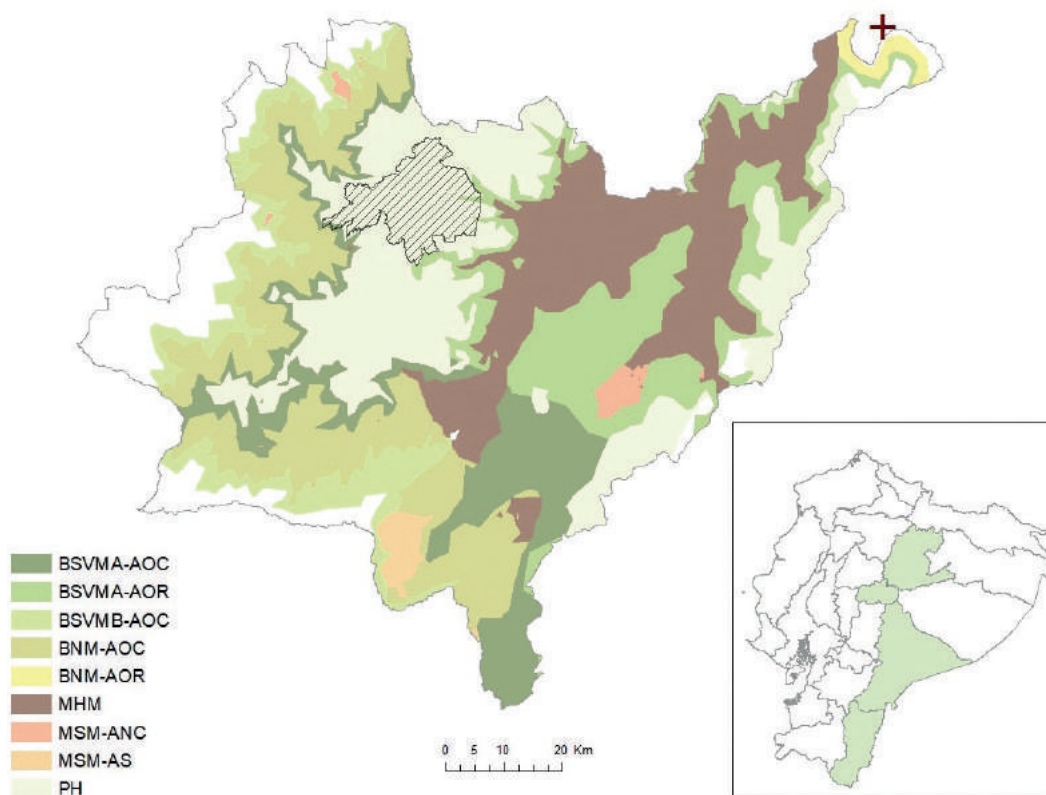 BSVMA-AOC
BSVMA-AOR
BSVMB-AOC
BNM-AOC
BNM-AOR
MHM
MSM-ANC
MSM-AS
PH
0 5 10 20 Km